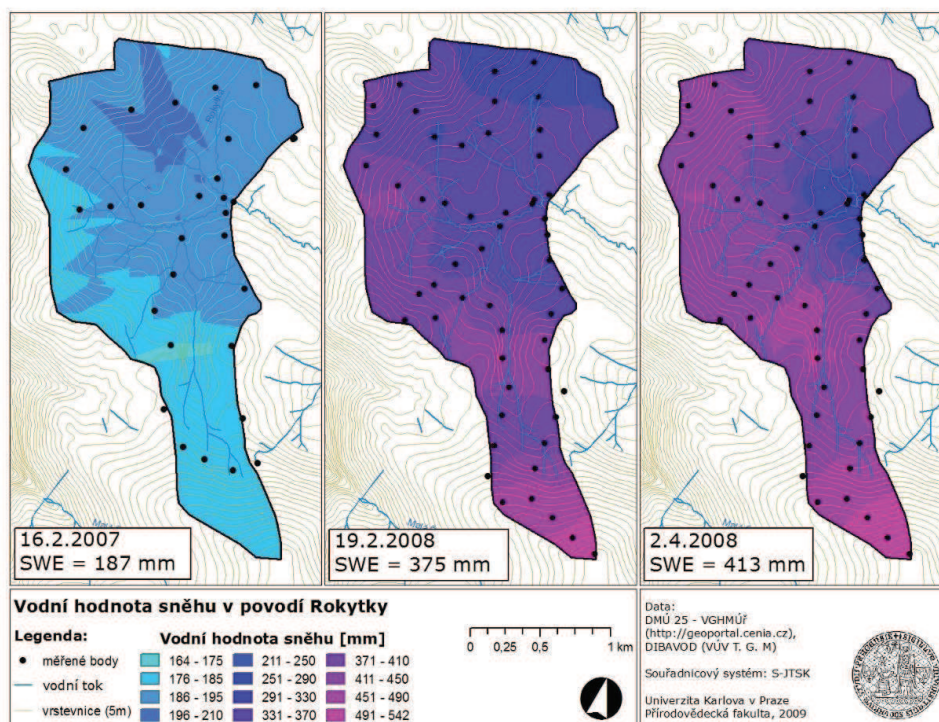 16.2.2007
SWE = 187 mm
19.2.2008
SWE = 375 mm
2.4.2008
SWE = 413 mm
Vodní hodnota sněhu v povodí Rokytky
Legenda:
měřené body
vodní tok
vrstevnice (5m)
Vodní hodnota sněhu [mm]
164 - 175
176 - 185
186 - 195
196 - 210
211 - 250
251 - 290
291 - 330
331 - 370
371 - 410
411 - 450
451 - 490
491 - 542
0 0,25 0,5 1 km
Data:
DMÚ 25 - VGHMÚř
(http://geoportal.cenia.cz),
DIBAVOD (VÚV T. G. M)
Souřadnicový systém: S-JTSK
Univerzita Karlova v Praze
Přírodovědecká fakulta, 2009